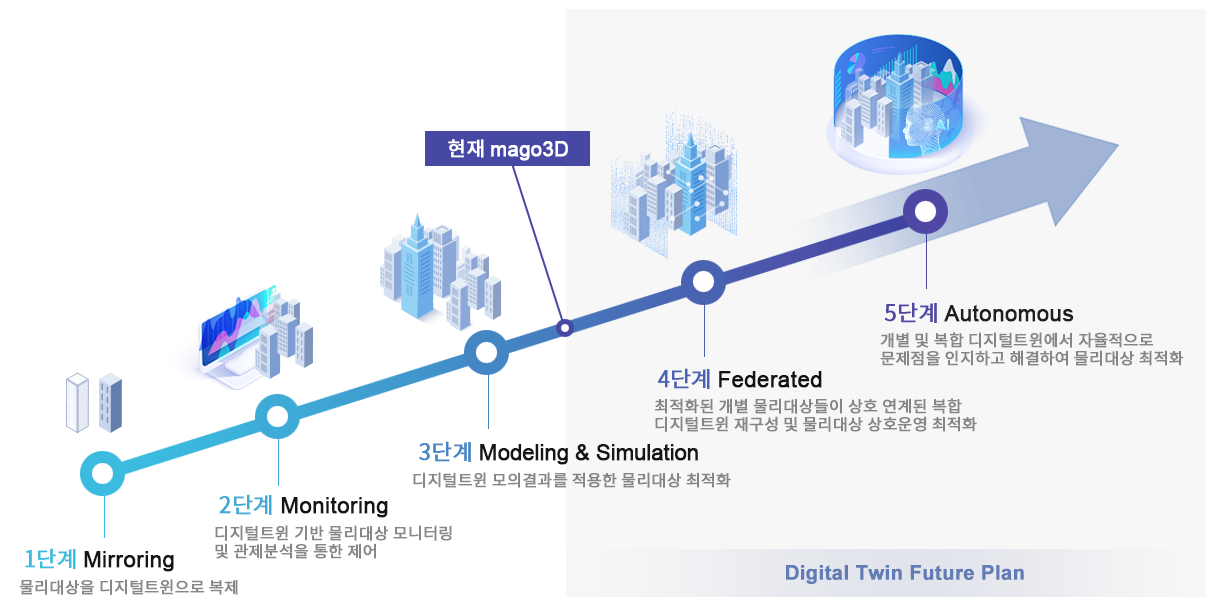 현재 mago3D
1단계 Mirroring
물리대상을 디지털트윈으로 복제
2단계 Monitoring
디지털트윈 기반 물리대상 모니터링
및 관제분석을 통한 제어
3단계 Modeling & Simulation
디지털트윈 모의결과를 적용한 물리대상 최적화
4단계 Federated
최적화된 개별 물리대상들이 상호 연계된 복합
디지털트윈 재구성 및 물리대상 상호운영 최적화
AI
5단계 Autonomous
개별 및 복합 디지털트윈에서 자율적으로
문제점을 인지하고 해결하여 물리대상 최적화
Digital Twin Future Plan